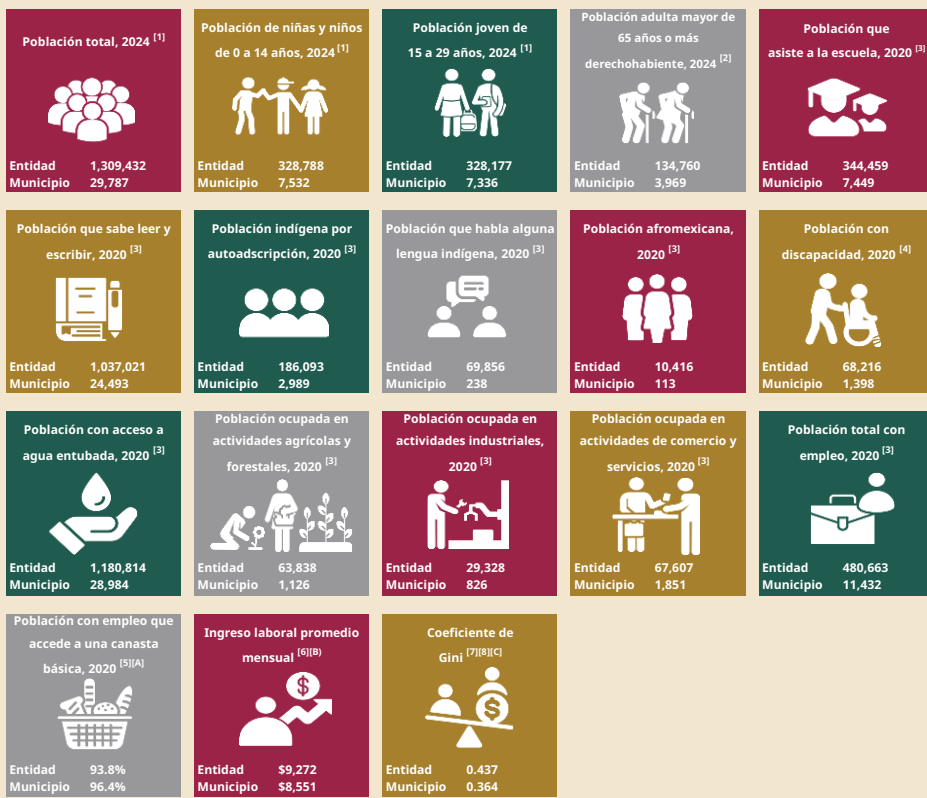 Población total, 2024 [1]
Entidad 1,309,432
Municipio 29,787
Población de niñas y niños
de 0 a 14 años, 2024 [1]
Entidad 328,788
Municipio 7,532
Población joven de
15 a 29 años, 2024 [1]
Entidad 328,177
Municipio 7,336
Población adulta mayor de
65 años o más
derechohabiente, 2024 [2]
Entidad 134,760
Municipio 3,969
Población que
asiste a la escuela, 2020 [3]
Entidad 344,459
Municipio 7,449
Población que sabe leer y
escribir, 2020 [3]
Entidad 1,037,021
Municipio 24,493
Población indígena por
autoadscripción, 2020 [3]
Entidad 186,093
Municipio 2,989
Población que habla alguna
lengua indígena, 2020 [3]
Entidad 69,856
Municipio 238
Población afromexicana,
2020 [3]
Entidad 10,416
Municipio 113
Población con
discapacidad, 2020 [4]
Entidad 68,216
Municipio 1,398
Población con acceso a
agua entubada, 2020 [3]
Entidad 1,180,814
Municipio 28,984
Población ocupada en
actividades agrícolas y
forestales, 2020 [3]
Entidad 63,838
Municipio 1,126
Población ocupada en
actividades industriales,
2020 [3]
Entidad 29,328
Municipio 826
Población ocupada en
actividades de comercio y
servicios, 2020 [3]
Entidad 67,607
Municipio 1,851
Población total con
empleo, 2020 [3]
Entidad 480,663
Municipio 11,432
Población con empleo que
accede a una canasta
básica, 2020 [5][A]
Entidad 93.8%
Municipio 96.4%
Ingreso laboral promedio
mensual [6][B)
$
Entidad $9,272
Municipio $8,551
Coeficiente de
Gini [7][8][C)
$
Entidad 0.437
Municipio 0.364